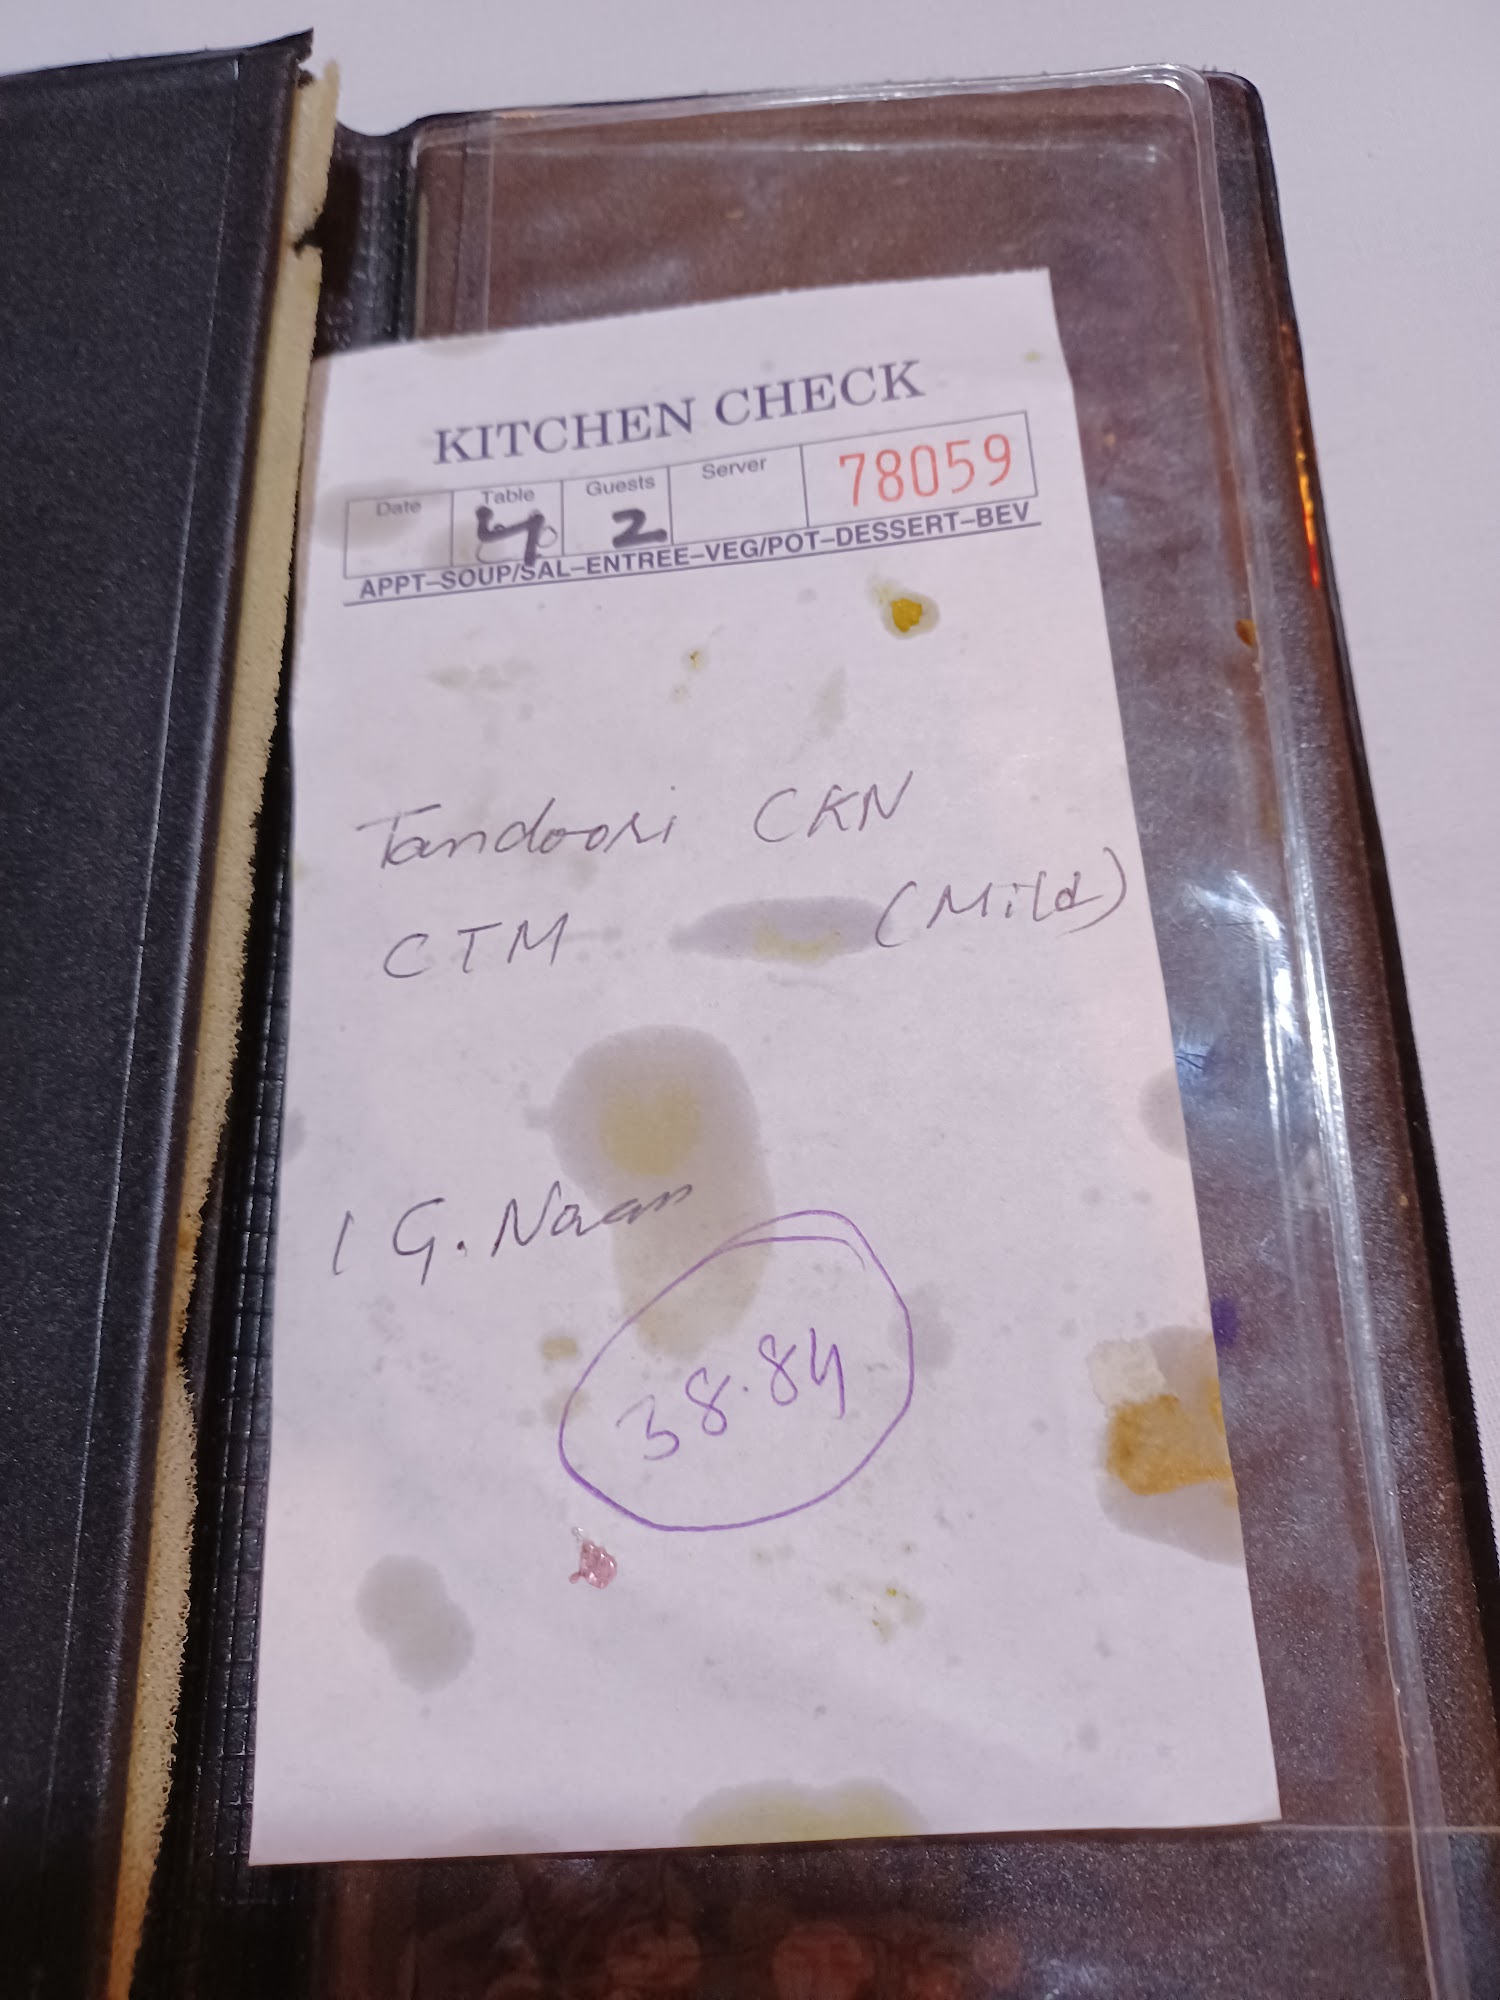 KITCHEN CHECK
Date Table Guests Server 78059
4 2
APPT–SOUP/SAL–ENTREE–VEG/POT–DESSERT–BEV
Tandoori CKN
CTM (Mild)
1 G. Naan
38.84